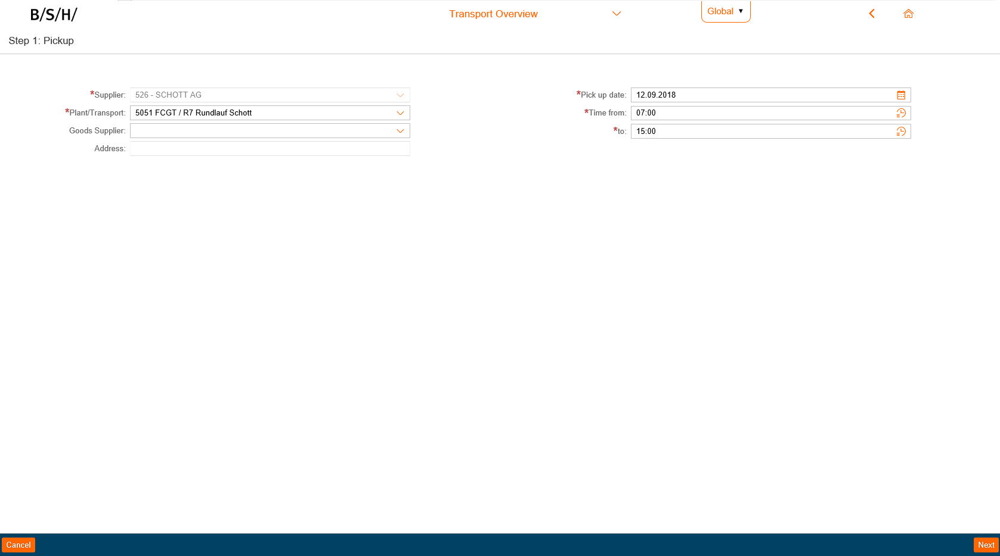 B/S/H/
Transport Overview
Global ▼
Step 1: Pickup
*Supplier: 526 - SCHOTT AG
*Plant/Transport: 5051 FCGT / R7 Rundlauf Schott
Goods Supplier:
Address:
*Pick up date: 12.09.2018
*Time from: 07:00
*to: 15:00
Cancel
Next